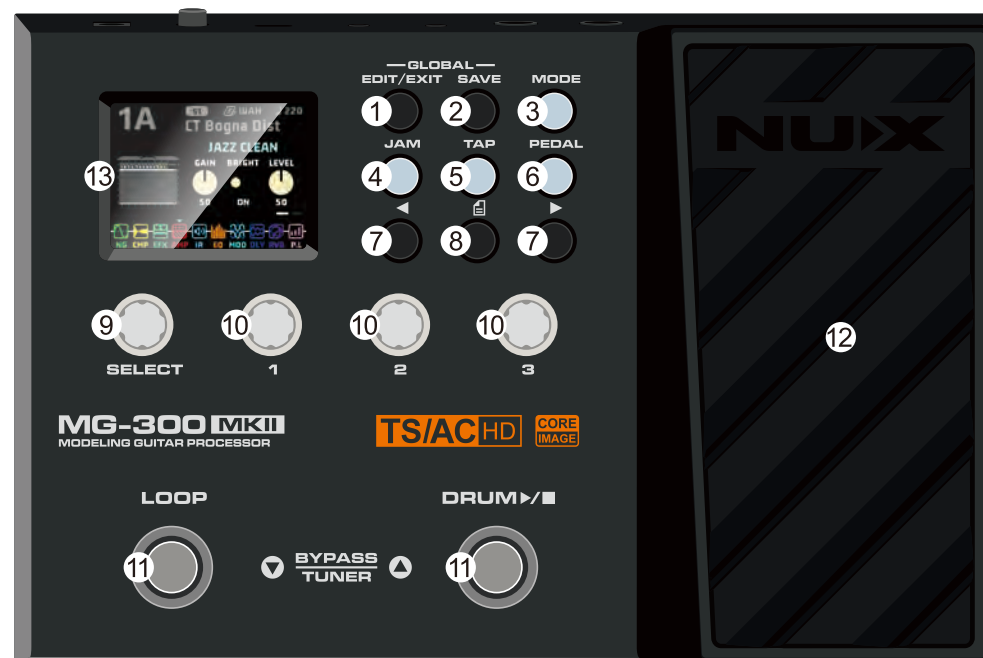 GLOBAL
EDIT/EXIT SAVE MODE
1 2 3
JAM TAP PEDAL
4 5 6
7 8 7
1A WAH 220
CT Bogna Dist
JAZZ CLEAN
GAIN BRIGHT LEVEL
50 ON 50
NG CMP EFX AMP IR EQ MOD DLY RVB P.L
13
NUX
9 10 10 10
SELECT 1 2 3
12
MG-300 MKII
MODELING GUITAR PROCESSOR
TS/AC HD
CORE
IMAGE
LOOP
DRUM▶/■
11 11
▼ BYPASS ▲
TUNER